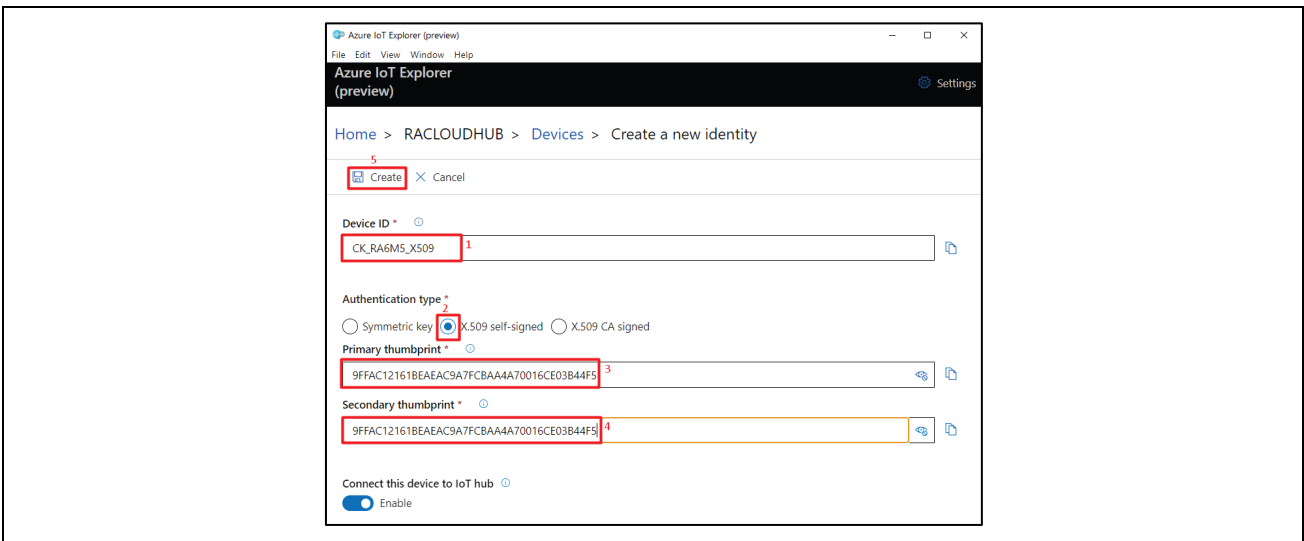 Azure IoT Explorer (preview)
File Edit View Window Help
Azure IoT Explorer
(preview)
Settings
Home > RACLOUDHUB > Devices > Create a new identity
5
Create Cancel
Device ID *
CK_RA6M5_X509 1
Authentication type *
2
Symmetric key X.509 self-signed X.509 CA signed
Primary thumbprint *
9FFAC12161BEAEAC9A7FCBAA4A70016CE03B44F5 3
Secondary thumbprint *
9FFAC12161BEAEAC9A7FCBAA4A70016CE03B44F5 4
Connect this device to IoT hub
Enable